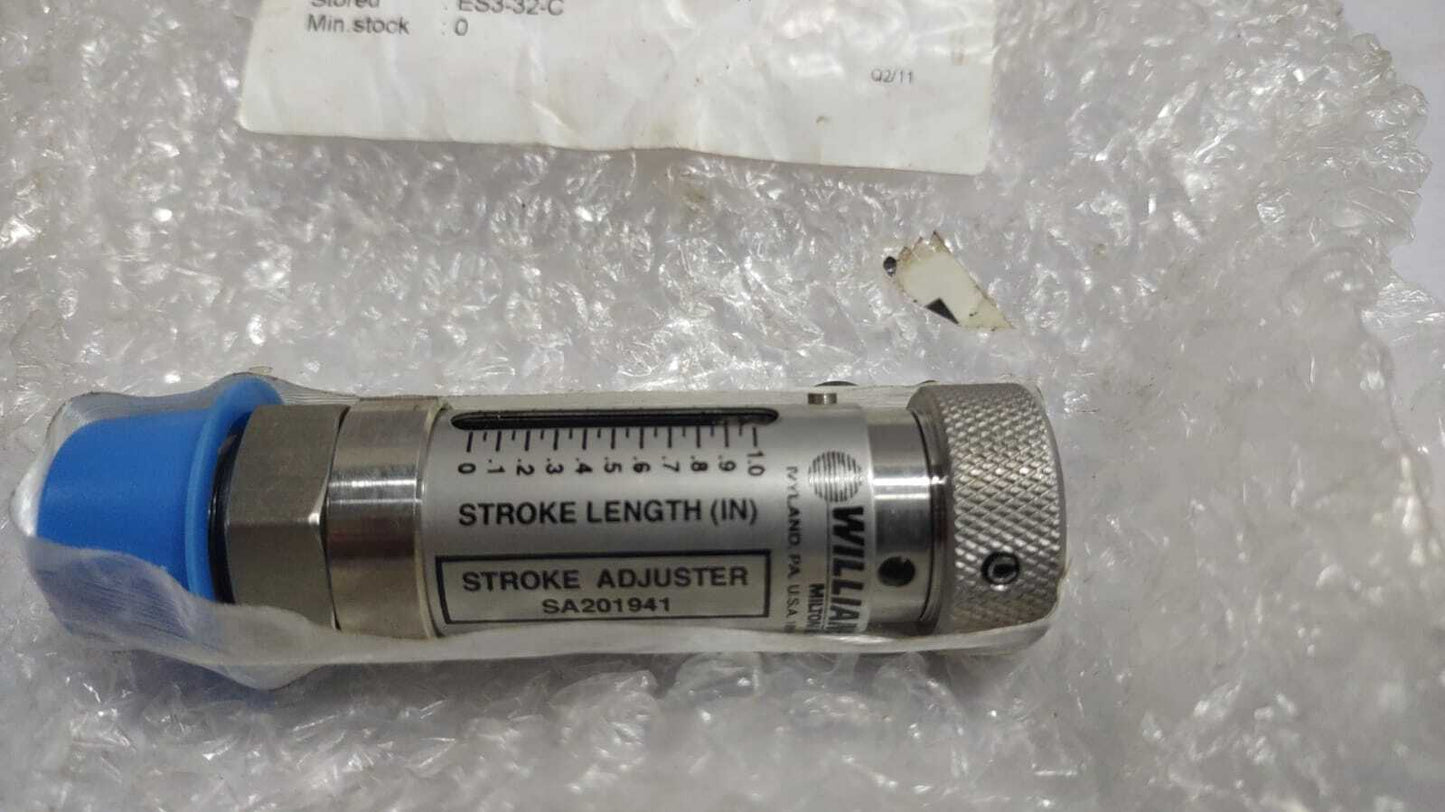 Stored : ES3-32-C
Min.stock : 0
Q2/11
0 .1 .2 .3 .4 .5 .6 .7 .8 .9 1.0
STROKE LENGTH (IN)
STROKE ADJUSTER
SA201941
WILLIA
MILTO
IVYLAND, PA. U.S.A.